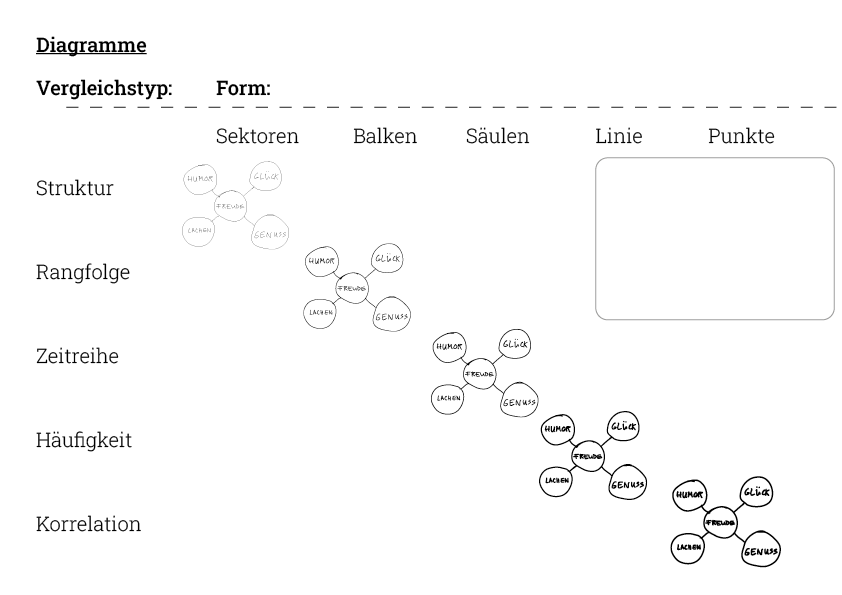 Diagramme
Vergleichstyp: Form:
Sektoren Balken Säulen Linie Punkte
Struktur
HUMOR GLÜCK
FREUDE
LACHEN GENUSS
Rangfolge
HUMOR GLÜCK
FREUDE
LACHEN GENUSS
Zeitreihe
HUMOR GLÜCK
FREUDE
LACHEN GENUSS
Häufigkeit
HUMOR GLÜCK
FREUDE
LACHEN GENUSS
Korrelation
HUMOR GLÜCK
FREUDE
LACHEN GENUSS